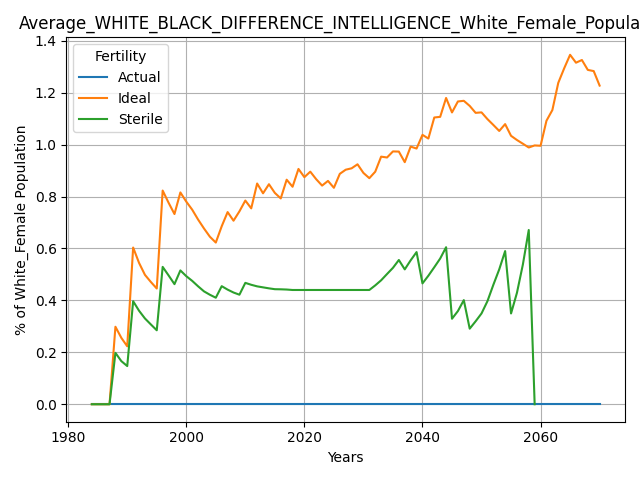 Average_WHITE_BLACK_DIFFERENCE_INTELLIGENCE_White_Female_Popula
Fertility
Actual
Ideal
Sterile
1.4
1.2
1.0
0.8
0.6
0.4
0.2
0.0
% of White_Female Population
1980
2000
2020
2040
2060
Years